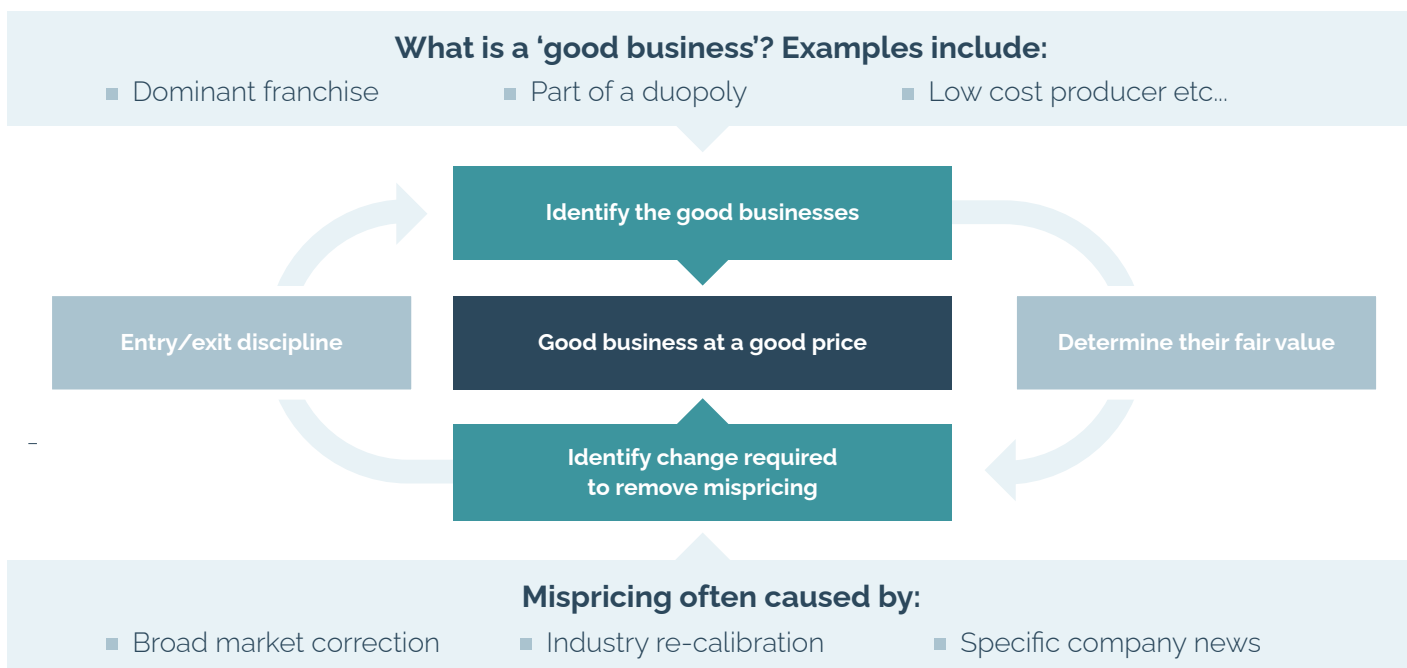 What is a ‘good business’? Examples include:
Dominant franchise
Part of a duopoly
Low cost producer etc...
Identify the good businesses
Entry/exit discipline
Good business at a good price
Determine their fair value
Identify change required
to remove mispricing
Mispricing often caused by:
Broad market correction
Industry re-calibration
Specific company news